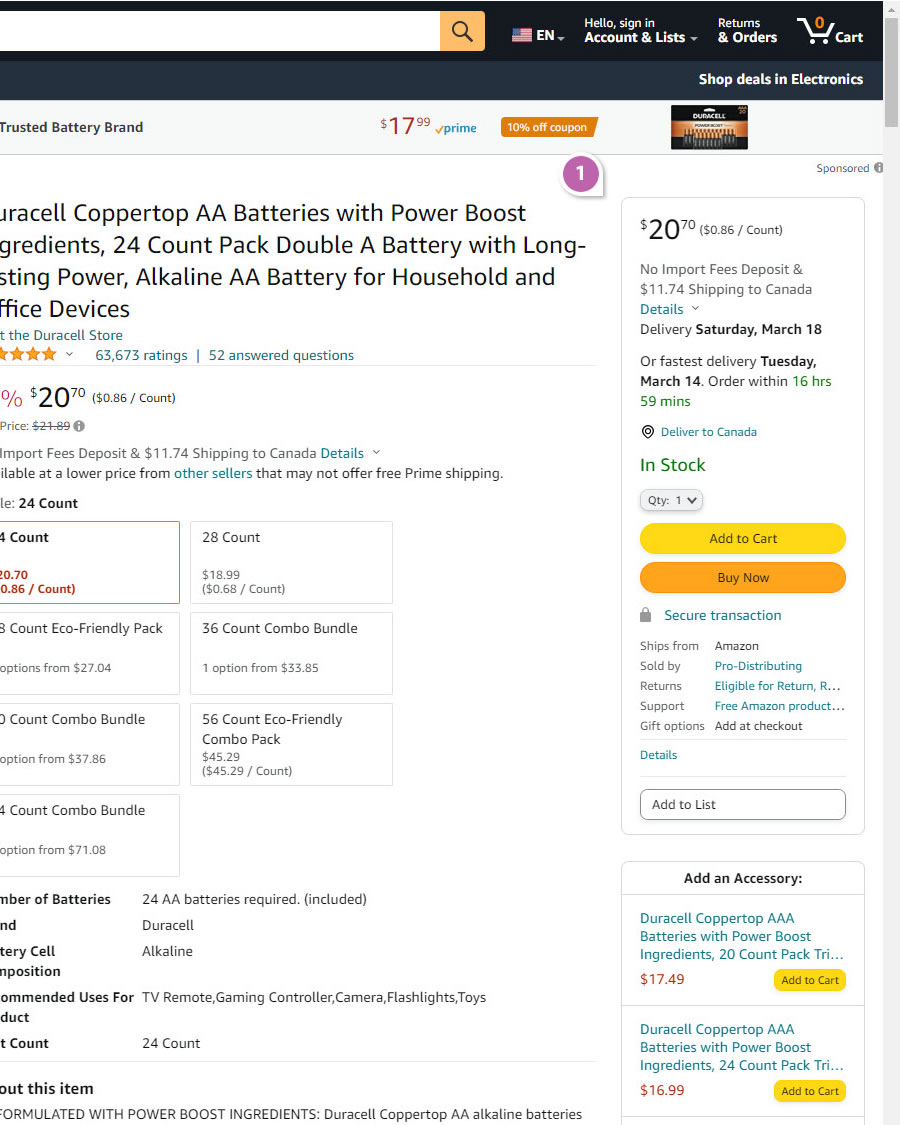 EN
Hello, sign in
Account & Lists
Returns
& Orders
0
Cart
Shop deals in Electronics
Trusted Battery Brand
$17 99
prime
10% off coupon
DURACELL
POWER BOOST
Sponsored
1
uracell Coppertop AA Batteries with Power Boost
gredients, 24 Count Pack Double A Battery with Long-
sting Power, Alkaline AA Battery for Household and
ffice Devices
t the Duracell Store
63,673 ratings | 52 answered questions
% $20 70 ($0.86 / Count)
Price: $21.89
Import Fees Deposit & $11.74 Shipping to Canada Details
ilable at a lower price from other sellers that may not offer free Prime shipping.
le: 24 Count
4 Count
20.70
0.86 / Count)
28 Count
$18.99
($0.68 / Count)
8 Count Eco-Friendly Pack
options from $27.04
36 Count Combo Bundle
1 option from $33.85
0 Count Combo Bundle
option from $37.86
56 Count Eco-Friendly
Combo Pack
$45.29
($45.29 / Count)
4 Count Combo Bundle
option from $71.08
mber of Batteries 24 AA batteries required. (included)
nd Duracell
tery Cell Alkaline
mposition
ommended Uses For TV Remote,Gaming Controller,Camera,Flashlights,Toys
duct
t Count 24 Count
out this item
FORMULATED WITH POWER BOOST INGREDIENTS: Duracell Coppertop AA alkaline batteries
$20 70 ($0.86 / Count)
No Import Fees Deposit &
$11.74 Shipping to Canada
Details
Delivery Saturday, March 18
Or fastest delivery Tuesday,
March 14. Order within 16 hrs
59 mins
Deliver to Canada
In Stock
Qty: 1
Add to Cart
Buy Now
Secure transaction
Ships from Amazon
Sold by Pro-Distributing
Returns Eligible for Return, R...
Support Free Amazon product...
Gift options Add at checkout
Details
Add to List
Add an Accessory:
Duracell Coppertop AAA
Batteries with Power Boost
Ingredients, 20 Count Pack Tri...
$17.49
Add to Cart
Duracell Coppertop AAA
Batteries with Power Boost
Ingredients, 24 Count Pack Tri...
$16.99
Add to Cart